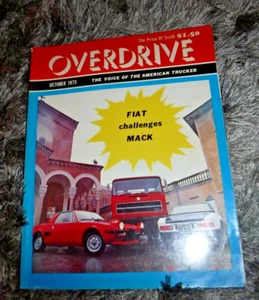 The Price Of Truth $1.50
OVERDRIVE
OCTOBER 1973
THE VOICE OF THE AMERICAN TRUCKER
FIAT
challenges
MACK